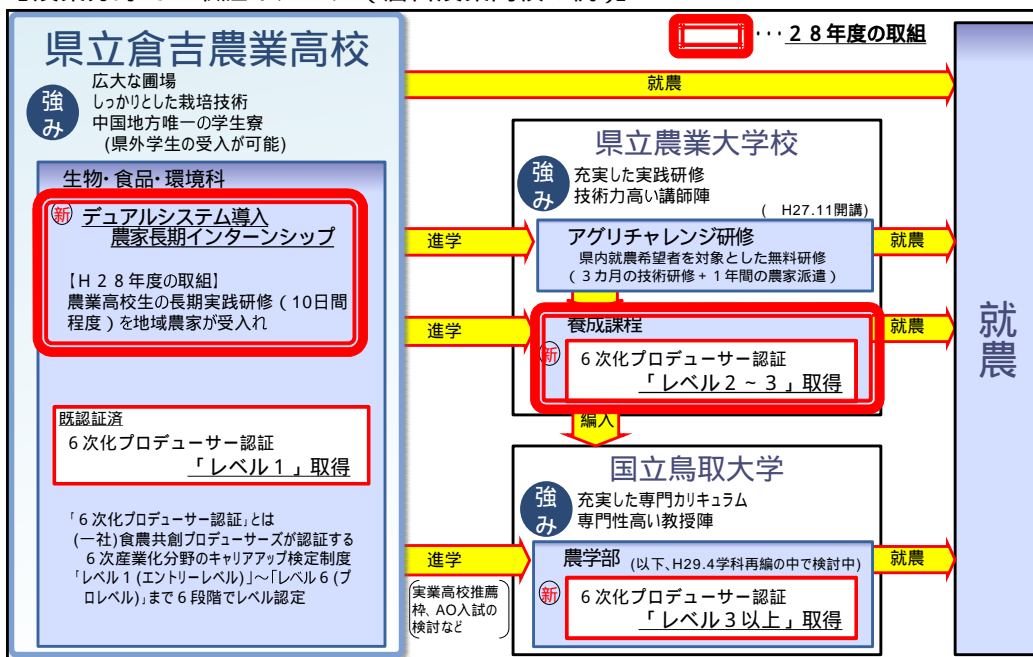 ・・・２８年度の取組
県立倉吉農業高校
強み
広大な圃場
しっかりとした栽培技術
中国地方唯一の学生寮
(県外学生の受入が可能)
生物・食品・環境科
新 デュアルシステム導入
農家長期インターンシップ
【Ｈ２８年度の取組】
農業高校生の長期実践研修（10日間
程度）を地域農家が受入れ
既認証済
６次化プロデューサー認証
「レベル１」取得
「６次化プロデューサー認証」とは
(一社)食農共創プロデューサーズが認証する
６次産業化分野のキャリアアップ検定制度
「レベル１(エントリーレベル)」～「レベル６(プ
ロレベル)」まで６段階でレベル認定
就農
進学
進学
進学
実業高校推薦
枠、AO入試の
検討など
県立農業大学校
強み
充実した実践研修
技術力高い講師陣
( H27.11開講)
アグリチャレンジ研修
県内就農希望者を対象とした無料研修
（３カ月の技術研修＋１年間の農家派遣）
就農
養成課程
新
６次化プロデューサー認証
「レベル２～３」取得
就農
編入
国立鳥取大学
強み
充実した専門カリキュラム
専門性高い教授陣
農学部 (以下、H29.4学科再編の中で検討中)
新
６次化プロデューサー認証
「レベル３以上」取得
就農
就農